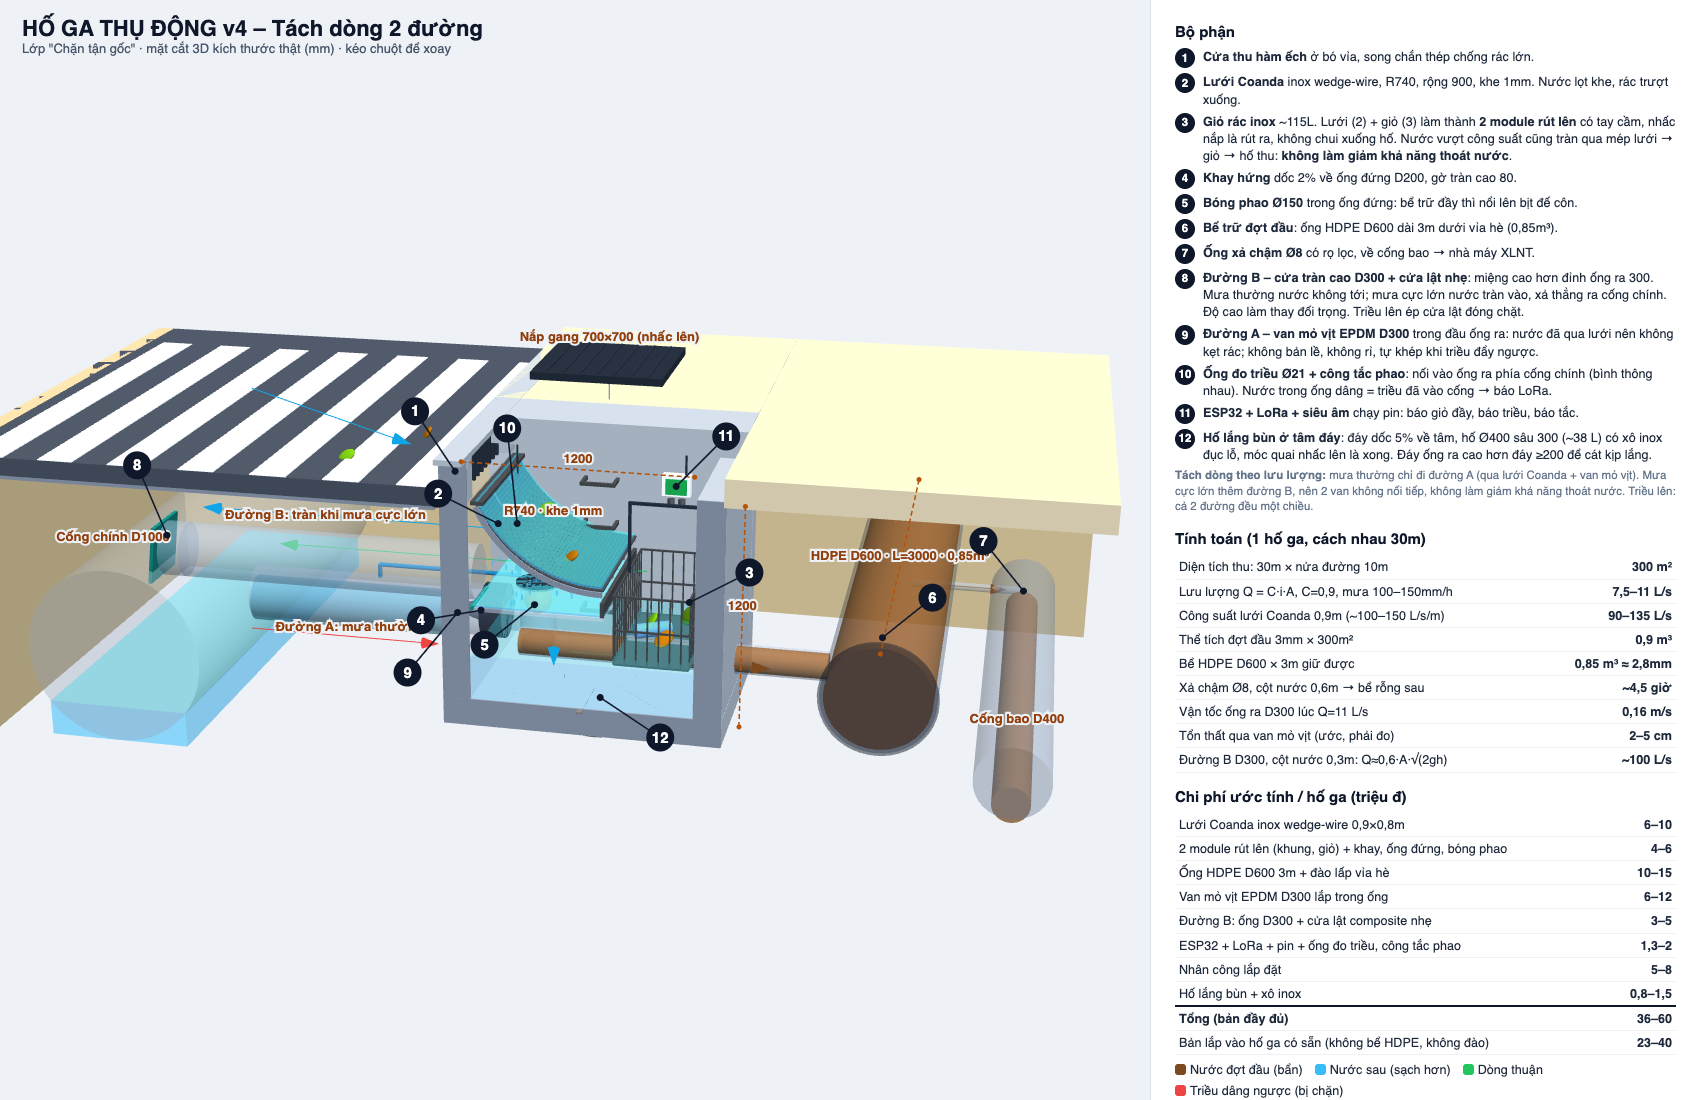 HỐ GA THỤ ĐỘNG v4 – Tách dòng 2 đường
Lớp "Chặn tận gốc" · mặt cắt 3D kích thước thật (mm) · kéo chuột để xoay
Nắp gang 700×700 (nhấc lên)
1
10
11
1200
8
2
R740 · khe 1mm
Đường B: tràn khi mưa cực lớn
Cống chính D1000
HDPE D600 · L=3000 · 0,85m³
7
3
6
1200
4
Đường A: mưa thườn
5
9
Cống bao D400
12
Bộ phận
1 Cửa thu hàm ếch ở bó vỉa, song chắn thép chống rác lớn.
2 Lưới Coanda inox wedge-wire, R740, rộng 900, khe 1mm. Nước lọt khe, rác trượt
xuống.
3 Giỏ rác inox ~115L. Lưới (2) + giỏ (3) làm thành 2 module rút lên có tay cầm, nhấc
nắp là rút ra, không chui xuống hố. Nước vượt công suất cũng tràn qua mép lưới →
giỏ → hố thu: không làm giảm khả năng thoát nước.
4 Khay hứng dốc 2% về ống đứng D200, gờ tràn cao 80.
5 Bóng phao Ø150 trong ống đứng: bể trữ đầy thì nổi lên bịt đế côn.
6 Bể trữ đợt đầu: ống HDPE D600 dài 3m dưới vỉa hè (0,85m³).
7 Ống xả chậm Ø8 có rọ lọc, về cống bao → nhà máy XLNT.
8 Đường B – cửa tràn cao D300 + cửa lật nhẹ: miệng cao hơn đỉnh ống ra 300.
Mưa thường nước không tới; mưa cực lớn nước tràn vào, xả thẳng ra cống chính.
Độ cao làm thay đối trọng. Triều lên ép cửa lật đóng chặt.
9 Đường A – van mỏ vịt EPDM D300 trong đầu ống ra: nước đã qua lưới nên không
kẹt rác; không bản lề, không rỉ, tự khép khi triều đẩy ngược.
10 Ống đo triều Ø21 + công tắc phao: nối vào ống ra phía cống chính (bình thông
nhau). Nước trong ống dâng = triều đã vào cống → báo LoRa.
11 ESP32 + LoRa + siêu âm chạy pin: báo giỏ đầy, báo triều, báo tắc.
12 Hố lắng bùn ở tâm đáy: đáy dốc 5% về tâm, hố Ø400 sâu 300 (~38 L) có xô inox
đục lỗ, móc quai nhấc lên là xong. Đáy ống ra cao hơn đáy ≥200 để cát kịp lắng.
Tách dòng theo lưu lượng: mưa thường chỉ đi đường A (qua lưới Coanda + van mỏ vịt). Mưa
cực lớn thêm đường B, nên 2 van không nối tiếp, không làm giảm khả năng thoát nước. Triều lên:
cả 2 đường đều một chiều.
Tính toán (1 hố ga, cách nhau 30m)
Diện tích thu: 30m × nửa đường 10m 300 m²
Lưu lượng Q = C·i·A, C=0,9, mưa 100–150mm/h 7,5–11 L/s
Công suất lưới Coanda 0,9m (~100–150 L/s/m) 90–135 L/s
Thể tích đợt đầu 3mm × 300m² 0,9 m³
Bể HDPE D600 × 3m giữ được 0,85 m³ ≈ 2,8mm
Xả chậm Ø8, cột nước 0,6m → bể rỗng sau ~4,5 giờ
Vận tốc ống ra D300 lúc Q=11 L/s 0,16 m/s
Tổn thất qua van mỏ vịt (ước, phải đo) 2–5 cm
Đường B D300, cột nước 0,3m: Q≈0,6·A·√(2gh) ~100 L/s
Chi phí ước tính / hố ga (triệu đ)
Lưới Coanda inox wedge-wire 0,9×0,8m 6–10
2 module rút lên (khung, giỏ) + khay, ống đứng, bóng phao 4–6
Ống HDPE D600 3m + đào lấp vỉa hè 10–15
Van mỏ vịt EPDM D300 lắp trong ống 6–12
Đường B: ống D300 + cửa lật composite nhẹ 3–5
ESP32 + LoRa + pin + ống đo triều, công tắc phao 1,3–2
Nhân công lắp đặt 5–8
Hố lắng bùn + xô inox 0,8–1,5
Tổng (bản đầy đủ) 36–60
Bản lắp vào hố ga có sẵn (không bể HDPE, không đào) 23–40
Nước đợt đầu (bẩn) Nước sau (sạch hơn) Dòng thuận
Triều dâng ngược (bị chặn)